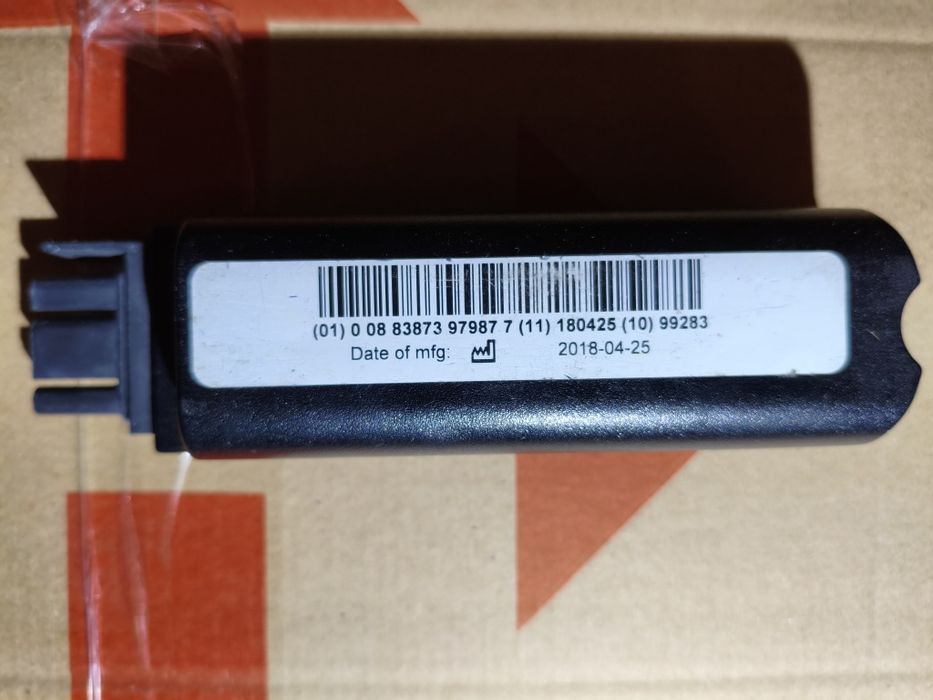 (01) 0 08 83873 97987 7 (11) 180425 (10) 99283
Date of mfg: 2018-04-25